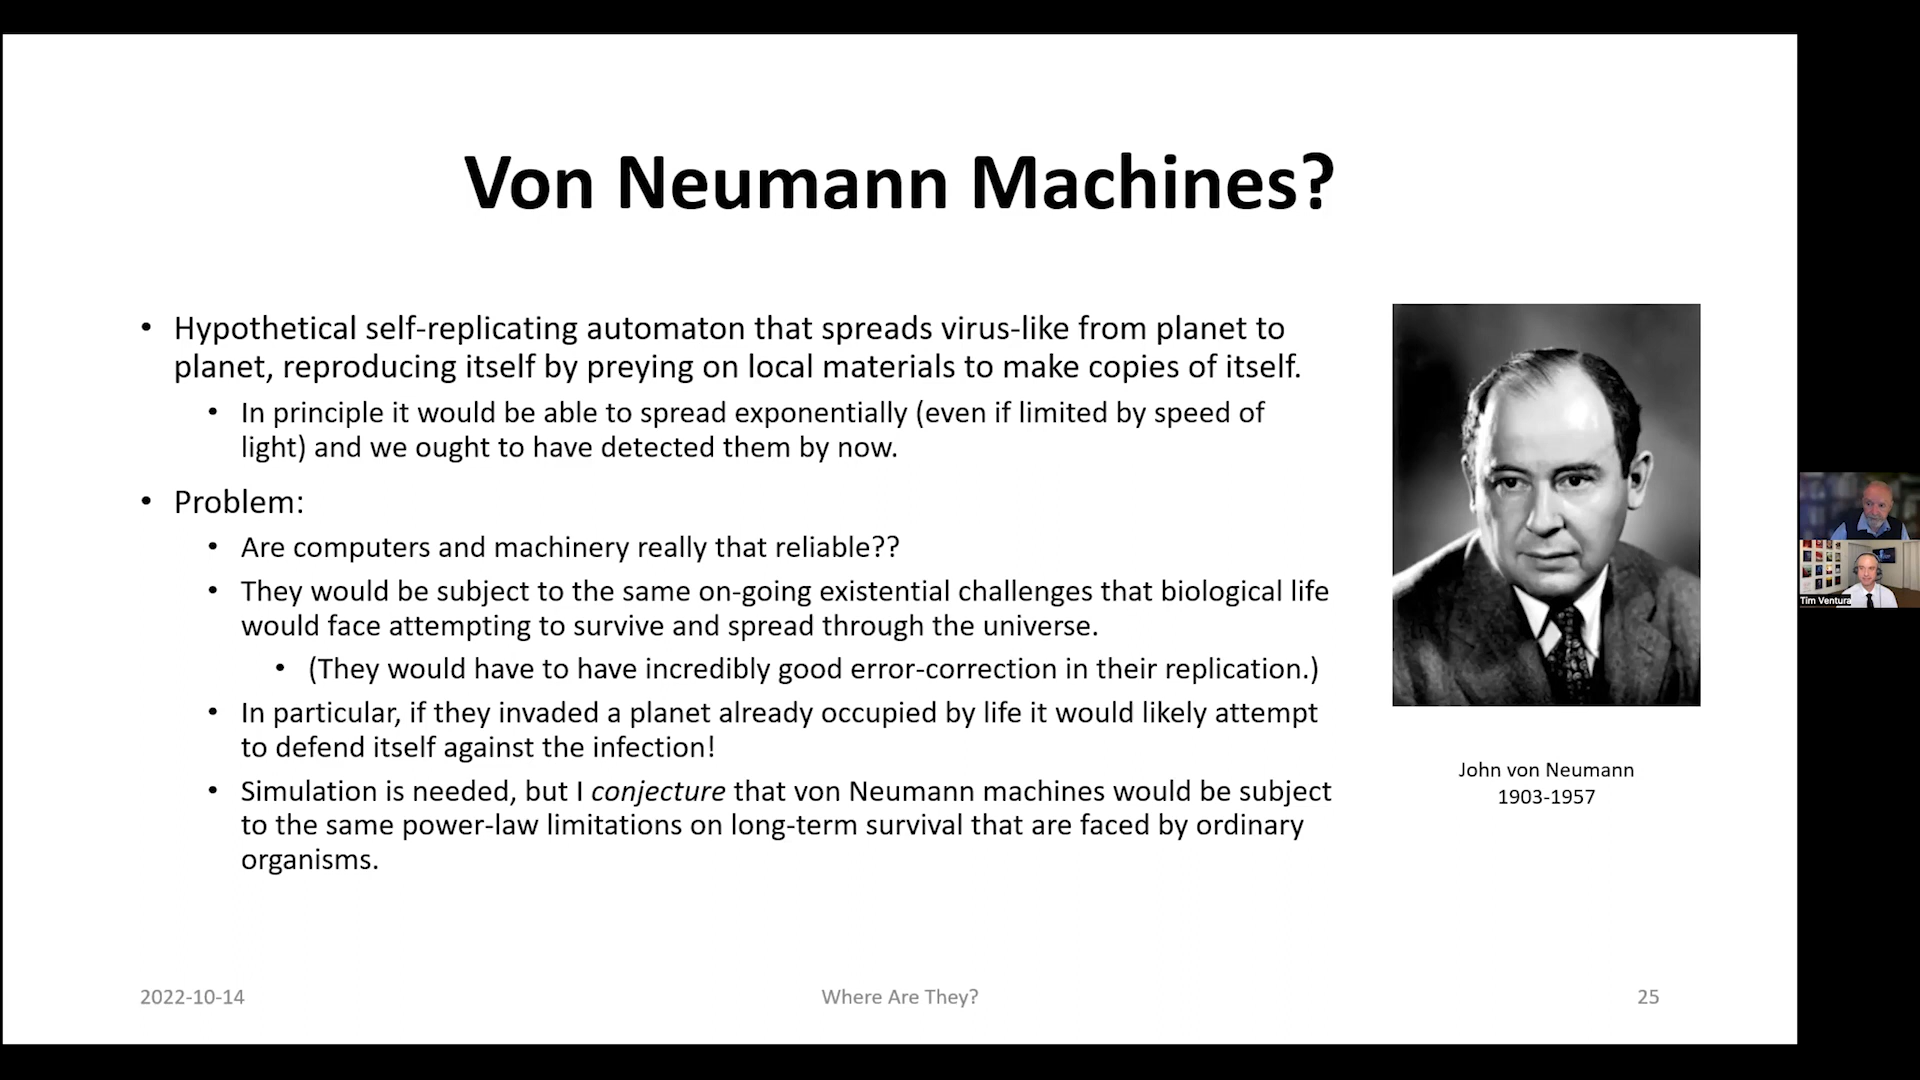 Von Neumann Machines?
• Hypothetical self-replicating automaton that spreads virus-like from planet to
planet, reproducing itself by preying on local materials to make copies of itself.
• In principle it would be able to spread exponentially (even if limited by speed of
light) and we ought to have detected them by now.
• Problem:
• Are computers and machinery really that reliable??
• They would be subject to the same on-going existential challenges that biological life
would face attempting to survive and spread through the universe.
• (They would have to have incredibly good error-correction in their replication.)
• In particular, if they invaded a planet already occupied by life it would likely attempt
to defend itself against the infection!
• Simulation is needed, but I conjecture that von Neumann machines would be subject
to the same power-law limitations on long-term survival that are faced by ordinary
organisms.
John von Neumann
1903-1957
Tim Ventura
2022-10-14
Where Are They?
25